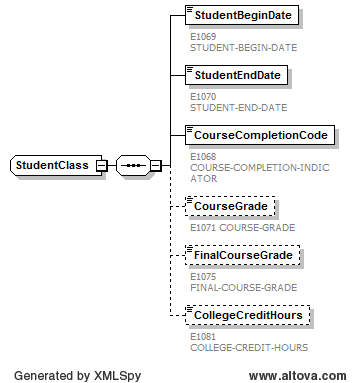 StudentBeginDate
E1069
STUDENT-BEGIN-DATE
StudentEndDate
E1070
STUDENT-END-DATE
StudentClass
CourseCompletionCode
E1068
COURSE-COMPLETION-INDIC
ATOR
CourseGrade
E1071 COURSE-GRADE
FinalCourseGrade
E1075
FINAL-COURSE-GRADE
CollegeCreditHours
E1081
COLLEGE-CREDIT-HOURS
Generated by XMLSpy www.altova.com